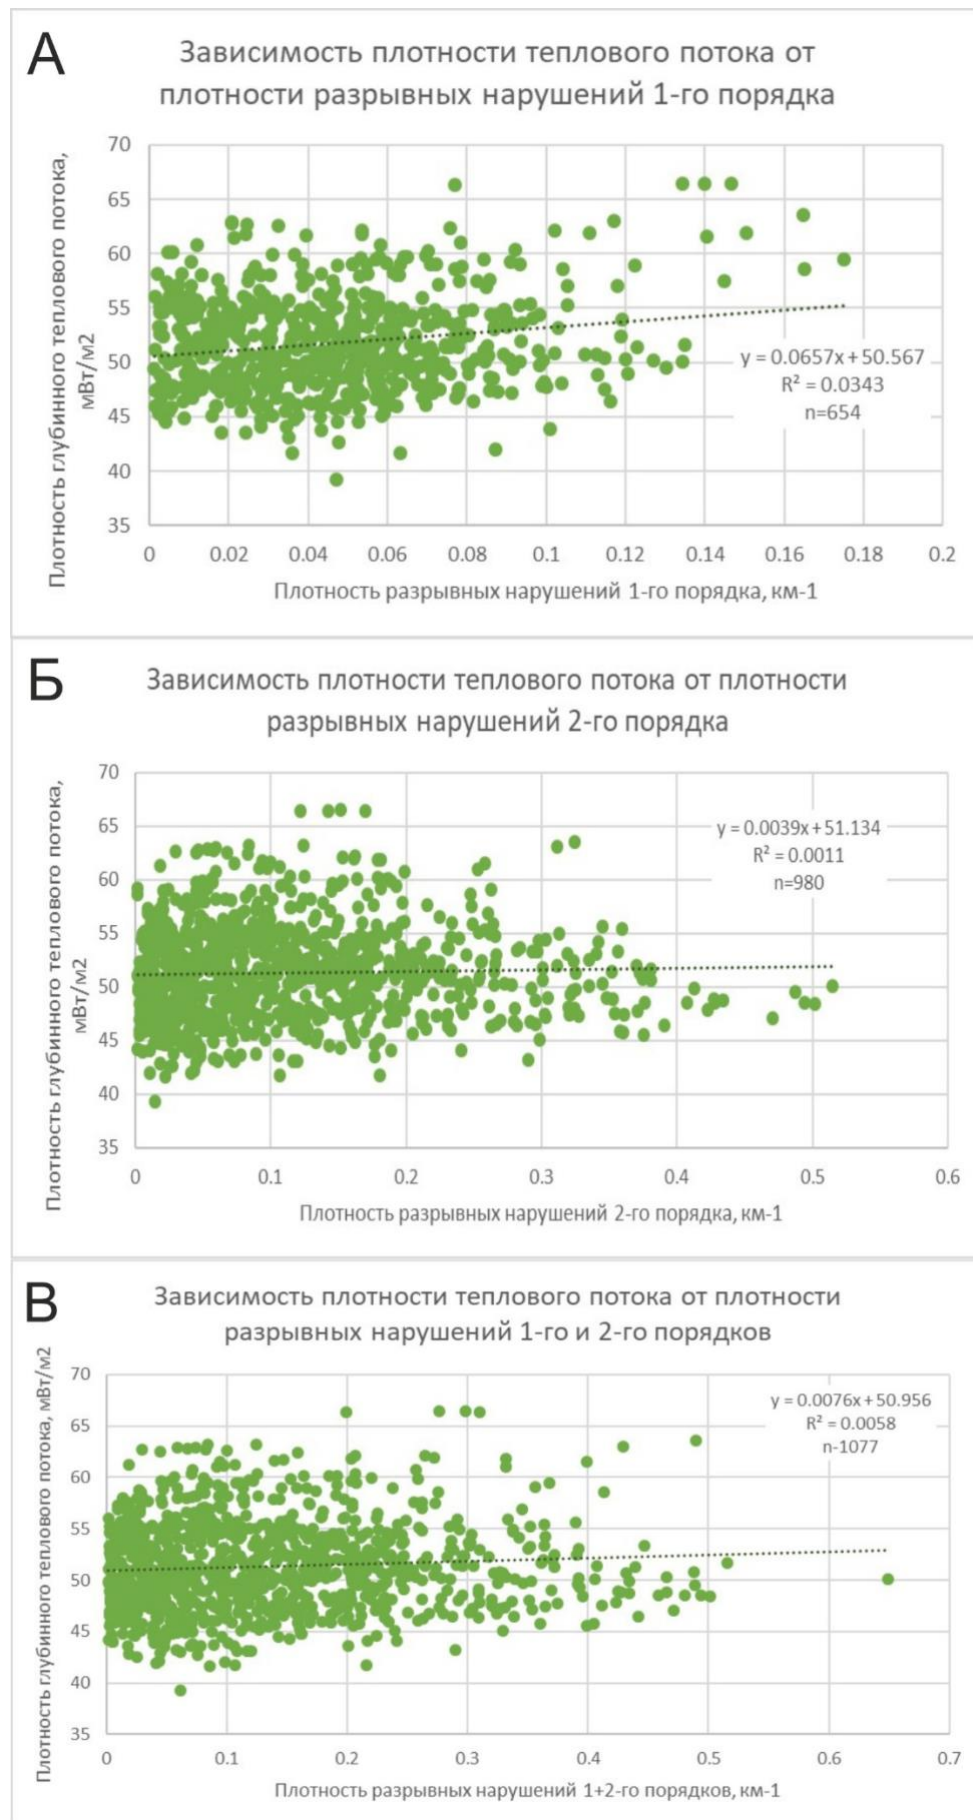 А
Зависимость плотности теплового потока от
плотности разрывных нарушений 1-го порядка
Плотность глубинного теплового потока,
мВт/м2
70
65
60
55
50
45
40
35
y = 0.0657x + 50.567
R² = 0.0343
n=654
0 0.02 0.04 0.06 0.08 0.1 0.12 0.14 0.16 0.18 0.2
Плотность разрывных нарушений 1-го порядка, км-1
Б
Зависимость плотности теплового потока от плотности
разрывных нарушений 2-го порядка
Плотность глубинного теплового потока,
мВт/м2
70
65
60
55
50
45
40
35
y = 0.0039x + 51.134
R² = 0.0011
n=980
0 0.1 0.2 0.3 0.4 0.5 0.6
Плотность разрывных нарушений 2-го порядка, км-1
В
Зависимость плотности теплового потока от плотности
разрывных нарушений 1-го и 2-го порядков
Плотность глубинного теплового потока, мВт/м2
70
65
60
55
50
45
40
35
y = 0.0076x + 50.956
R² = 0.0058
n-1077
0 0.1 0.2 0.3 0.4 0.5 0.6 0.7
Плотность разрывных нарушений 1+2-го порядков, км-1